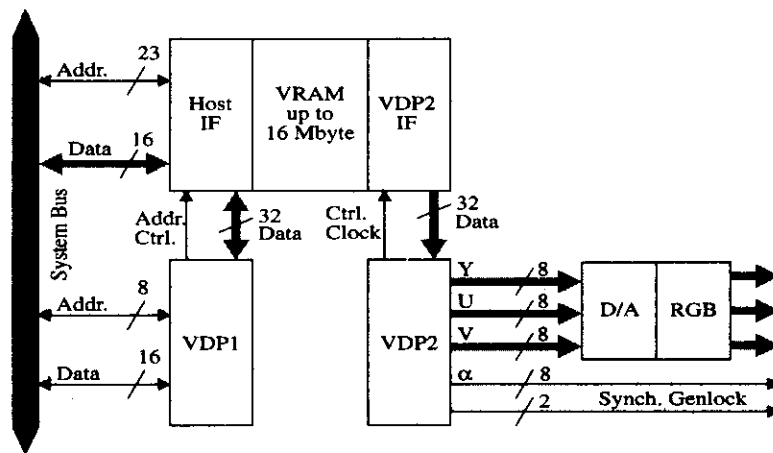 System Bus
Addr.
23
Data
16
Host
IF
VRAM
up to
16 Mbyte
VDP2
IF
Addr.
Ctrl.
32
Data
Ctrl.
Clock
32
Data
Addr.
8
Data
16
VDP1
VDP2
Y
8
U
8
V
8
α
8
2
Synch. Genlock
D/A
RGB